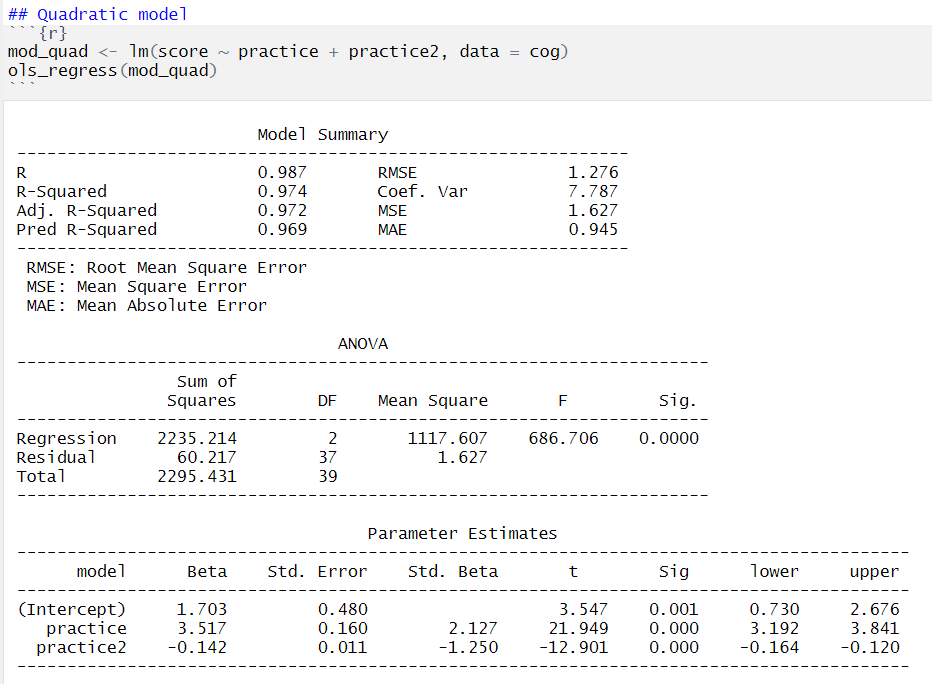 ## Quadratic model
```{r}
mod_quad <- lm(score ~ practice + practice2, data = cog)
ols_regress(mod_quad)
```
Model Summary
---------------------------------------------------------------
R 0.987 RMSE 1.276
R-Squared 0.974 Coef. Var 7.787
Adj. R-Squared 0.972 MSE 1.627
Pred R-Squared 0.969 MAE 0.945
---------------------------------------------------------------
RMSE: Root Mean Square Error
MSE: Mean Square Error
MAE: Mean Absolute Error
ANOVA
-----------------------------------------------------------------------
Sum of
Squares DF Mean Square F Sig.
-----------------------------------------------------------------------
Regression 2235.214 2 1117.607 686.706 0.0000
Residual 60.217 37 1.627
Total 2295.431 39
-----------------------------------------------------------------------
Parameter Estimates
-------------------------------------------------------------------------------------------
model Beta Std. Error Std. Beta t Sig lower upper
-------------------------------------------------------------------------------------------
(Intercept) 1.703 0.480 3.547 0.001 0.730 2.676
practice 3.517 0.160 2.127 21.949 0.000 3.192 3.841
practice2 -0.142 0.011 -1.250 -12.901 0.000 -0.164 -0.120
-------------------------------------------------------------------------------------------